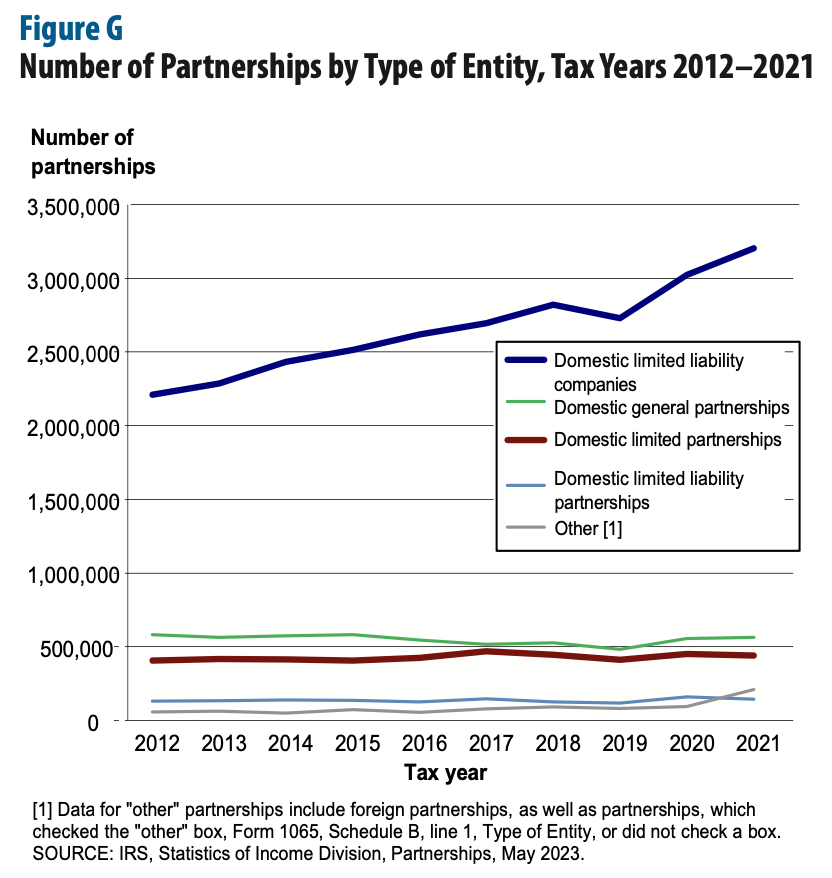 Figure G
Number of Partnerships by Type of Entity, Tax Years 2012–2021
Number of
partnerships
3,500,000
3,000,000
2,500,000
2,000,000
1,500,000
1,000,000
500,000
0
Domestic limited liability
companies
Domestic general partnerships
Domestic limited partnerships
Domestic limited liability
partnerships
Other [1]
2012 2013 2014 2015 2016 2017 2018 2019 2020 2021
Tax year
[1] Data for "other" partnerships include foreign partnerships, as well as partnerships, which
checked the "other" box, Form 1065, Schedule B, line 1, Type of Entity, or did not check a box.
SOURCE: IRS, Statistics of Income Division, Partnerships, May 2023.